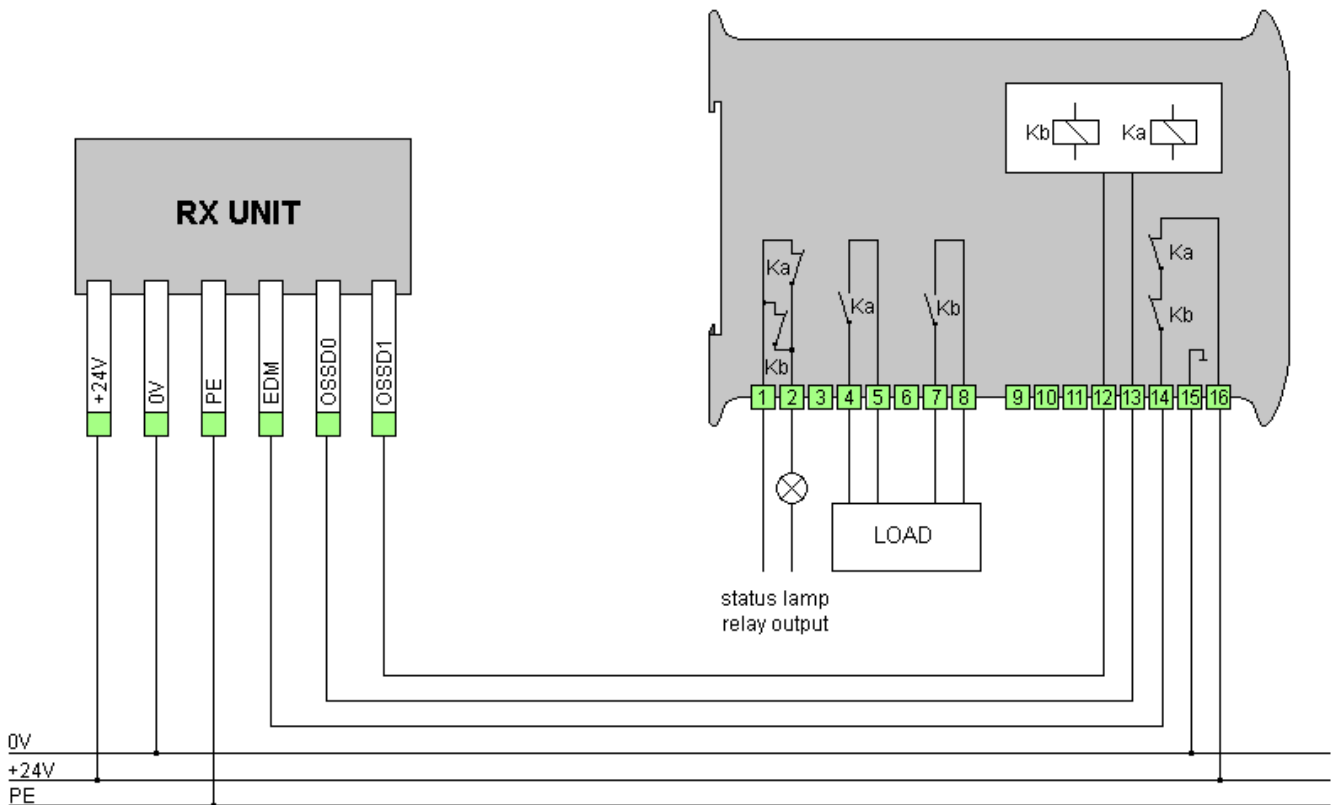 Kb
Ka
RX UNIT
Ka
Kb
Ka
Kb
Ka
Kb
+24V
0V
PE
EDM
OSSD0
OSSD1
1 2 3 4 5 6 7 8 9 10 11 12 13 14 15 16
LOAD
status lamp
relay output
0V
+24V
PE